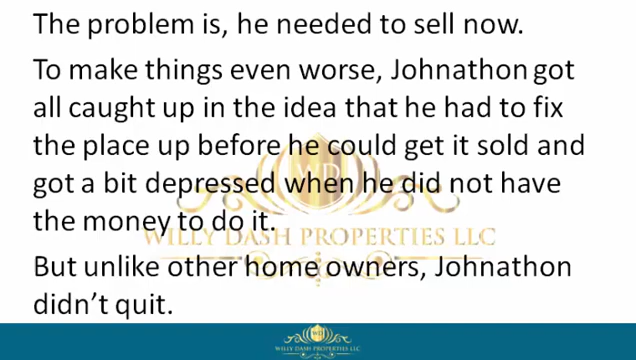 The problem is, he needed to sell now.
To make things even worse, Johnathon got
all caught up in the idea that he had to fix
the place up before he could get it sold and
got a bit depressed when he did not have
the money to do it.
WILLY DASH PROPERTIES LLC
But unlike other home owners, Johnathon
didn't quit.
WILLY DASH PROPERTIES LLC